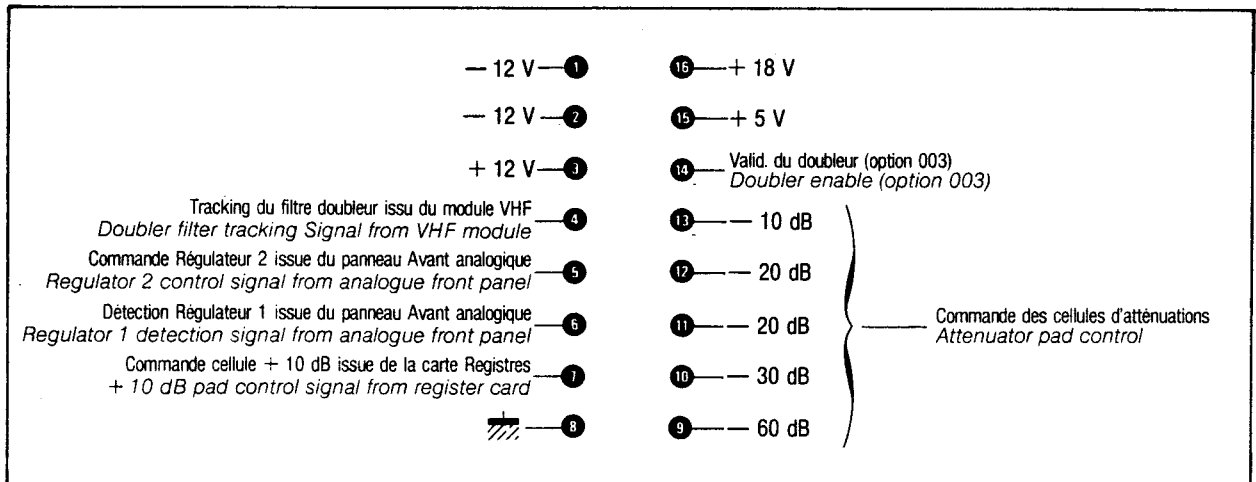 — 12 V 1
— 12 V 2
+ 12 V 3
Tracking du filtre doubleur issu du module VHF
Doubler filter tracking Signal from VHF module
4
Commande Régulateur 2 issue du panneau Avant analogique
Regulator 2 control signal from analogue front panel
5
Détection Régulateur 1 issue du panneau Avant analogique
Regulator 1 detection signal from analogue front panel
6
Commande cellule + 10 dB issue de la carte Registres
+ 10 dB pad control signal from register card
7
8
16 + 18 V
15 + 5 V
14
Valid. du doubleur (option 003)
Doubler enable (option 003)
13 — 10 dB
12 — 20 dB
11 — 20 dB
10 — 30 dB
9 — 60 dB
Commande des cellules d'atténuations
Attenuator pad control